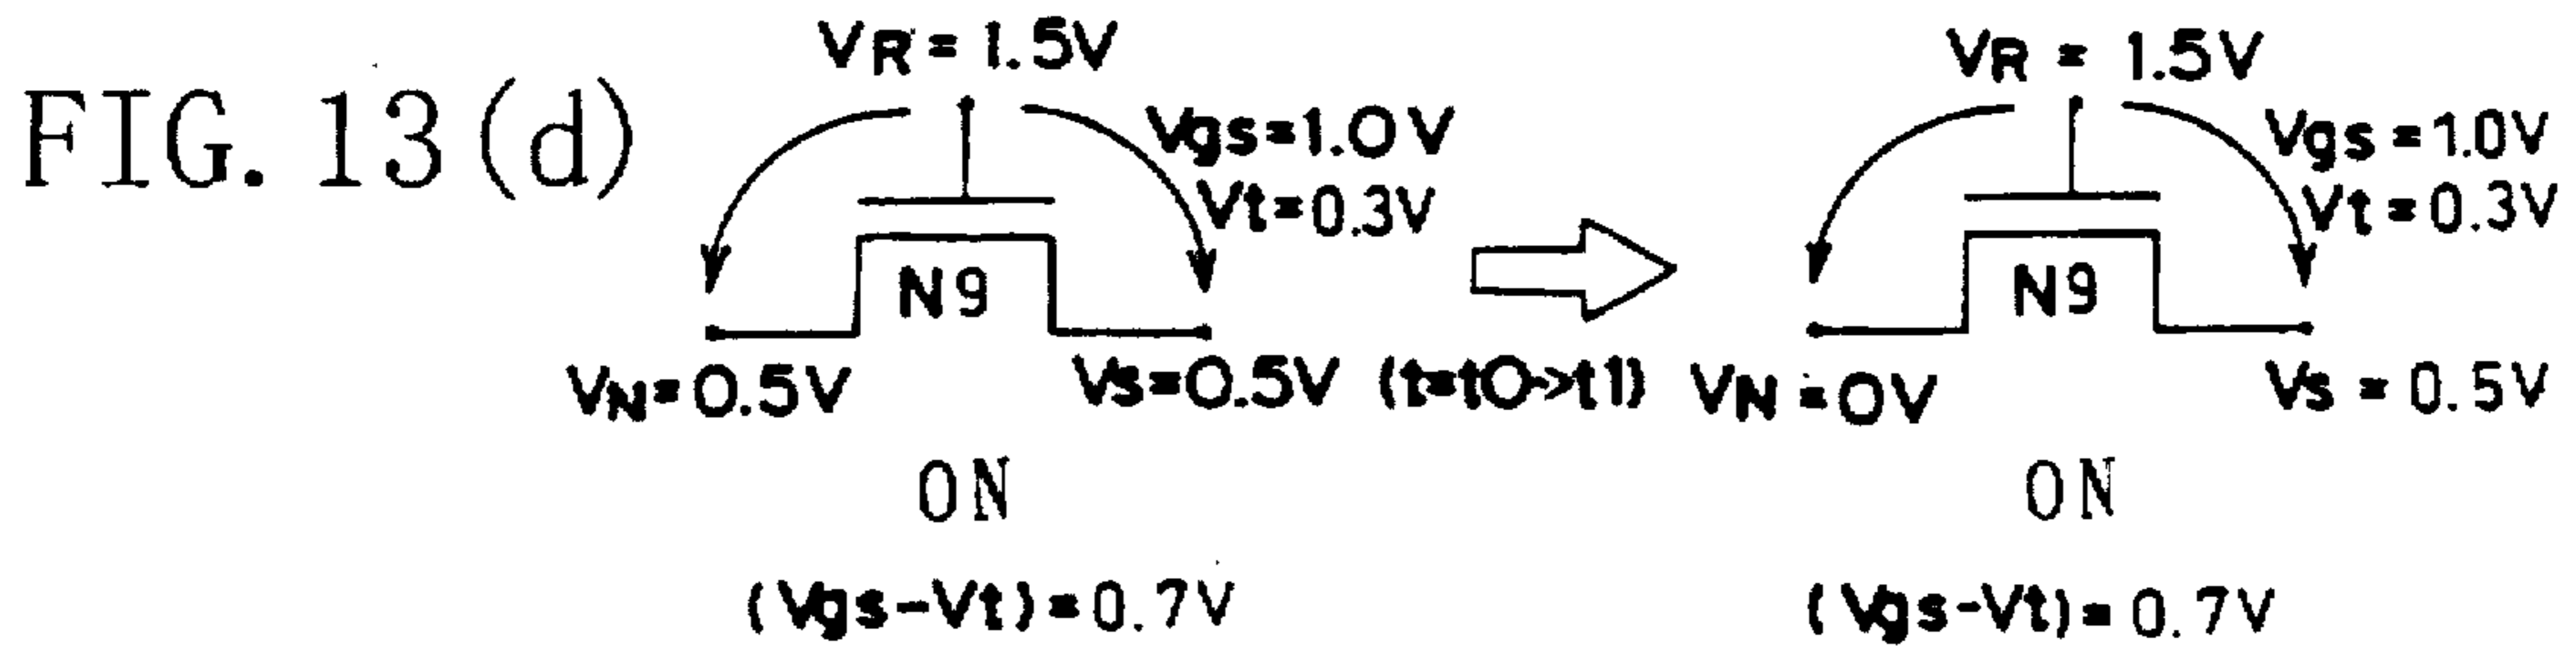 FIG. 13(d)
VR = 1.5V
Vgs=1.0V
Vt=0.3V
N9
VN=0.5V
Vs=0.5V
ON
(Vgs-Vt)=0.7V
(t=t0->t1)
VR = 1.5V
Vgs=1.0V
Vt=0.3V
N9
VN=0V
Vs=0.5V
ON
(Vgs-Vt)=0.7V